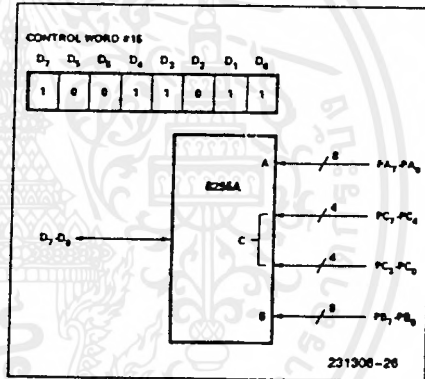 CONTROL WORD #15
D7 D6 D5 D4 D3 D2 D1 D0
1 0 0 1 1 0 1 1
8255A
A
8
PA7-PA0
4
PC7-PC4
D7-D0
C
4
PC3-PC0
B
8
PB7-PB0
231308-26